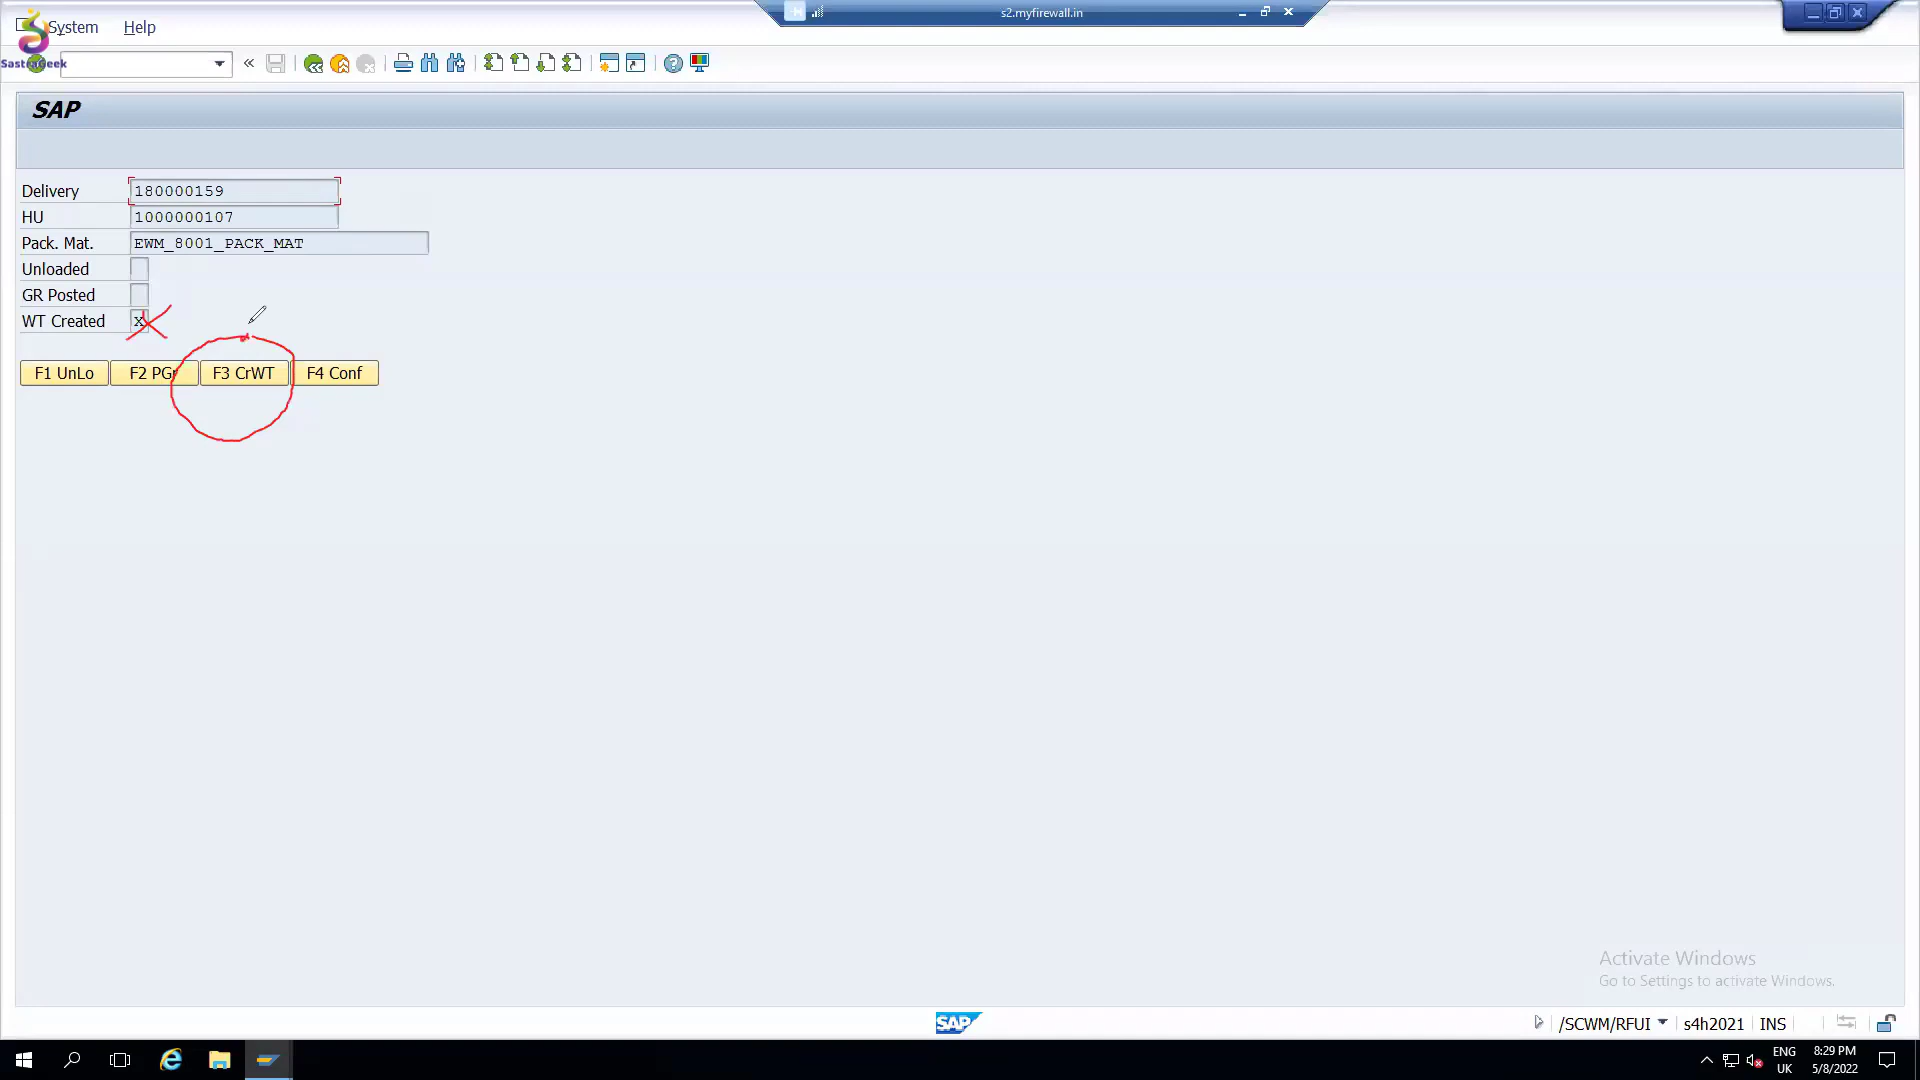 s2.myfirewall.in
System Help
SastraGeek
SAP
Delivery 180000159
HU 1000000107
Pack. Mat. EWM_8001_PACK_MAT
Unloaded
GR Posted
WT Created X
F1 UnLo F2 PGr F3 CrWT F4 Conf
Activate Windows
Go to Settings to activate Windows.
SAP /SCWM/RFUI s4h2021 INS
ENG 8:29 PM
UK 5/8/2022